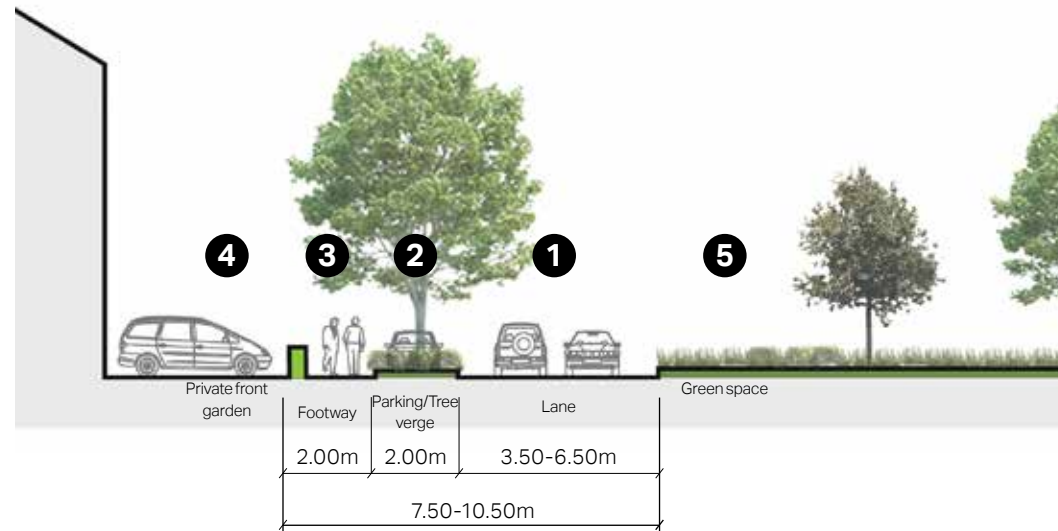 4
3
2
1
5
Private front
garden
Footway
Parking/Tree
verge
Lane
Green space
2.00m
2.00m
3.50-6.50m
7.50-10.50m